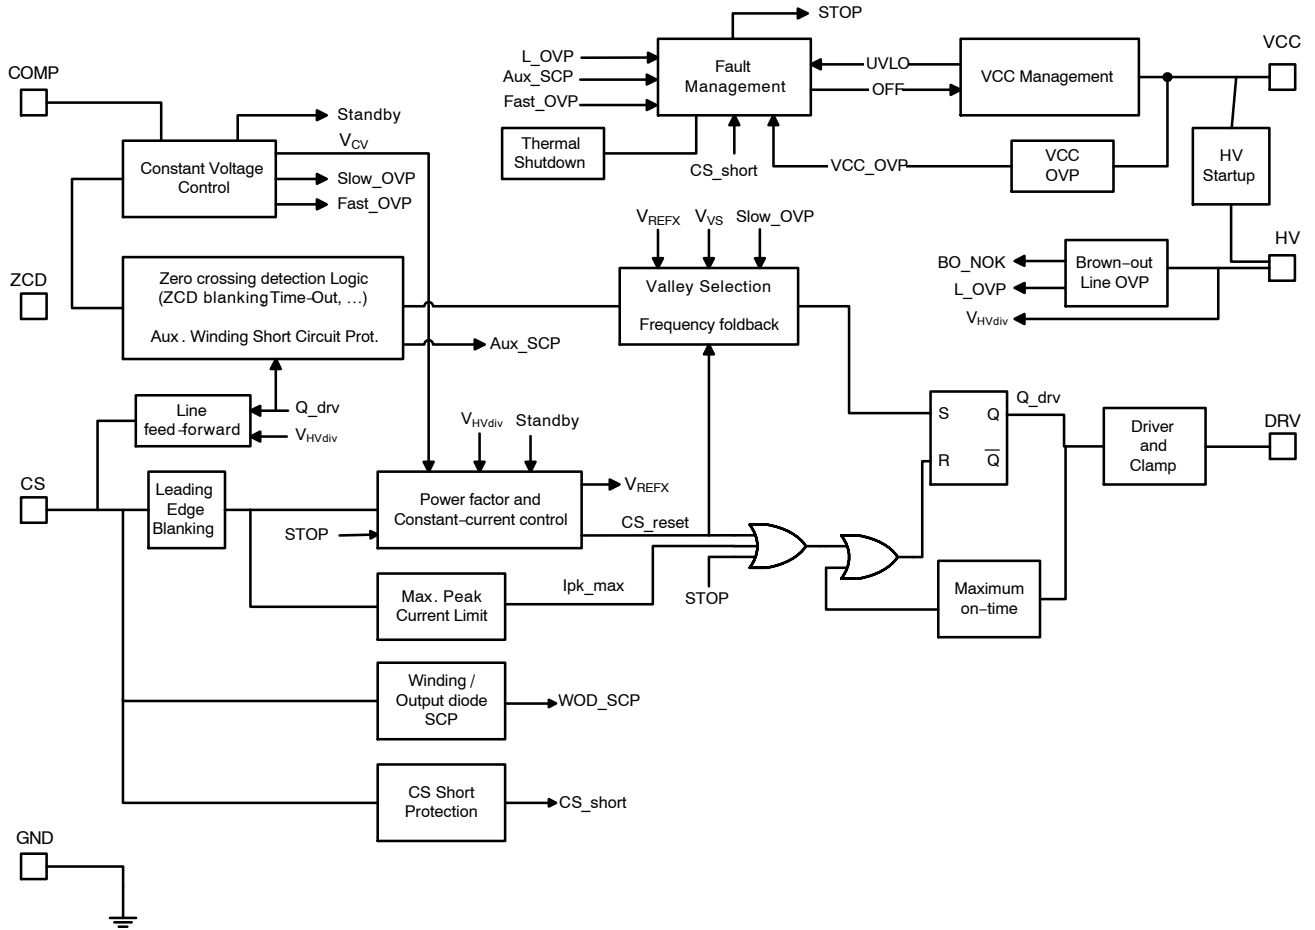 STOP
VCC
COMP
L_OVP
Aux_SCP
Fast_OVP
Fault
Management
UVLO
OFF
VCC Management
Standby
V_CV
Constant Voltage
Control
Slow_OVP
Fast_OVP
Thermal
Shutdown
CS_short
VCC_OVP
VCC
OVP
HV
Startup
V_REFX
V_VS
Slow_OVP
HV
BO_NOK
L_OVP
V_HVdiv
Brown-out
Line OVP
ZCD
Zero crossing detection Logic
(ZCD blanking Time-Out, ...)
Aux. Winding Short Circuit Prot.
Aux_SCP
Valley Selection
Frequency foldback
Line
feed-forward
Q_drv
V_HVdiv
V_HVdiv
Standby
S
Q
R
Q̅
Q_drv
Driver
and
Clamp
DRV
CS
Leading
Edge
Blanking
STOP
Power factor and
Constant-current control
V_REFX
CS_reset
Max. Peak
Current Limit
Ipk_max
STOP
Maximum
on-time
Winding /
Output diode
SCP
WOD_SCP
CS Short
Protection
CS_short
GND